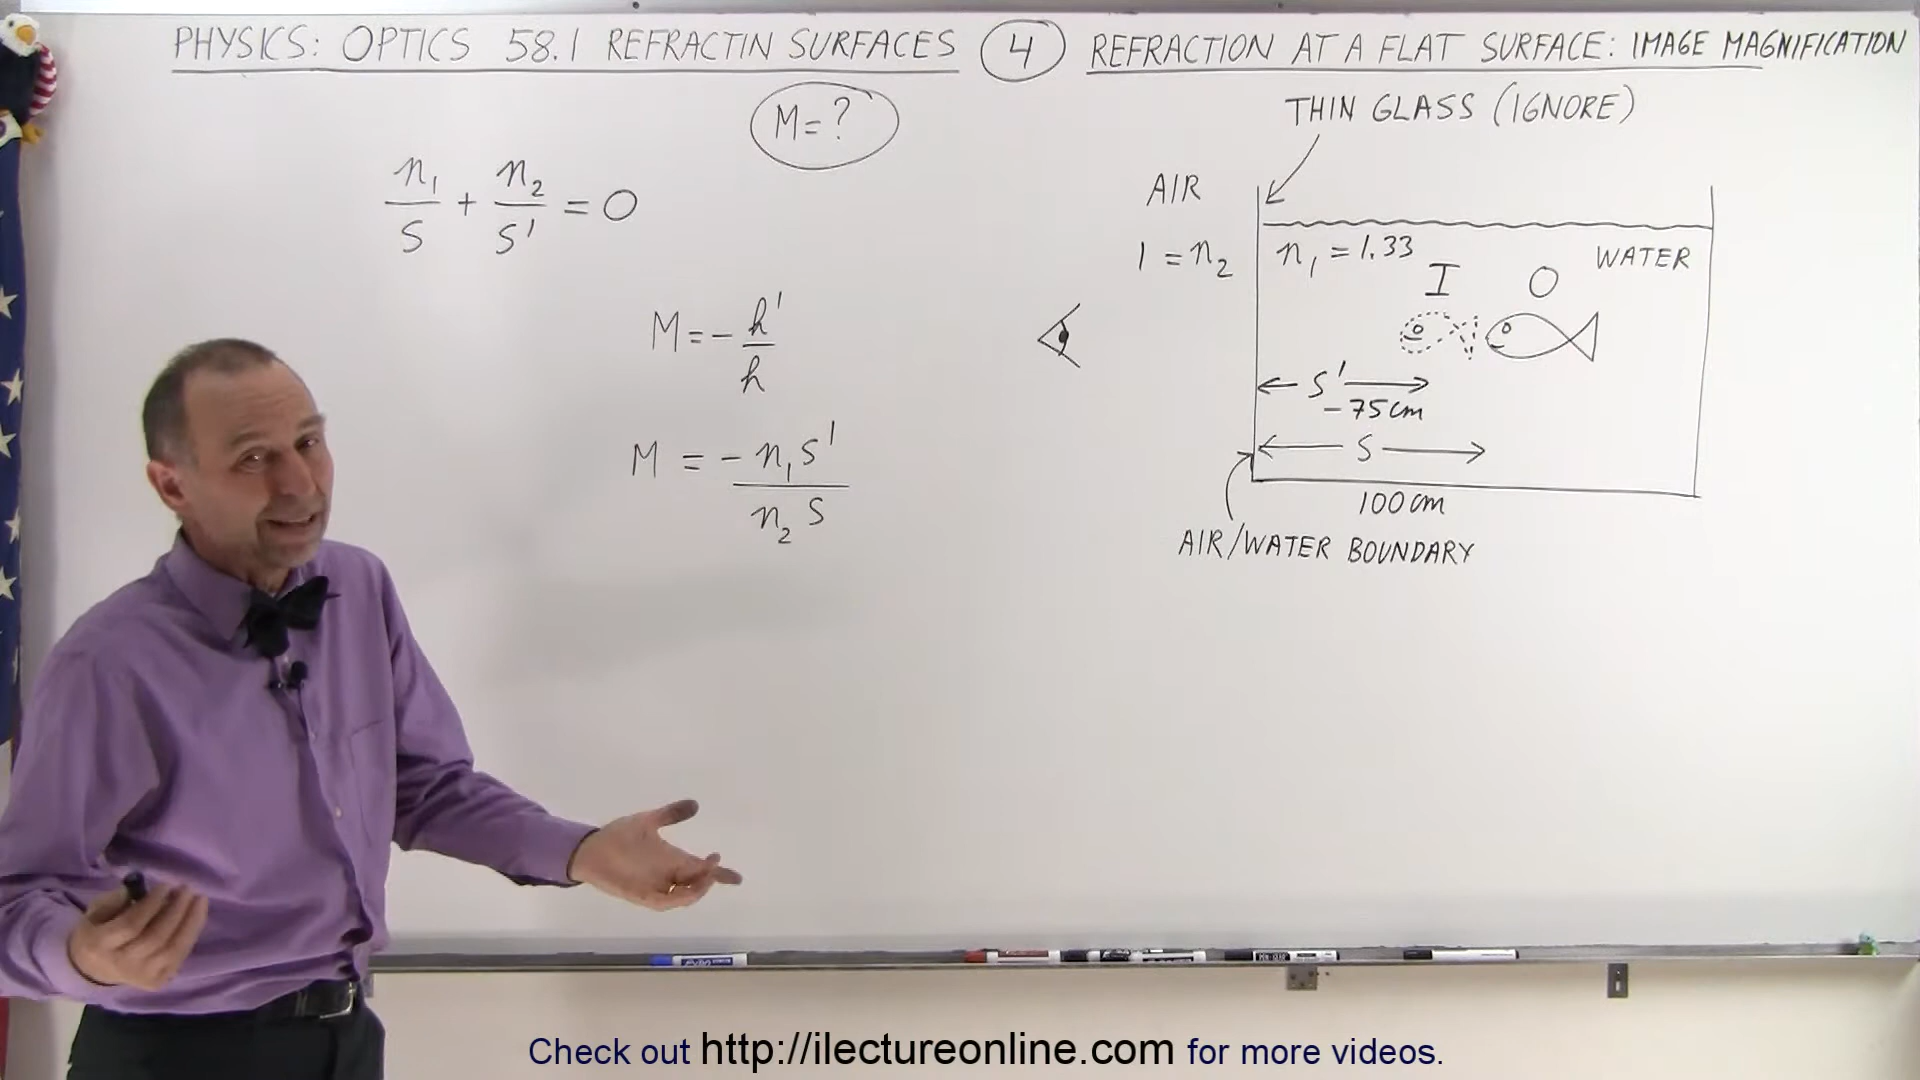 PHYSICS: OPTICS 58.1 REFRACTIN SURFACES 4 REFRACTION AT A FLAT SURFACE: IMAGE MAGNIFICATION
M = ?
THIN GLASS (IGNORE)
n₁/s + n₂/s' = 0
AIR
1 = n₂
n₁ = 1.33
WATER
I O
M = - h'/h
s'
-75cm
M = - n₁s'/n₂ s
s
100cm
AIR/WATER BOUNDARY
Check out http://ilectureonline.com for more videos.